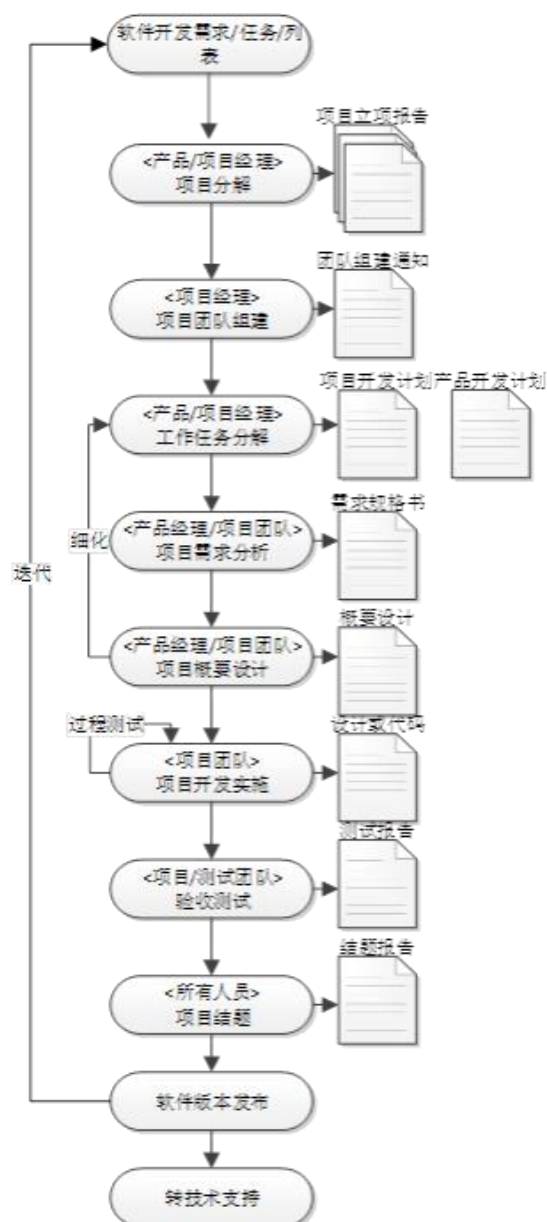 软件开发需求/任务/列
表
项目立项报告
<产品/项目经理>
项目分解
团队组建通知
<项目经理>
项目团队组建
项目开发计划
产品开发计划
<产品/项目经理>
工作任务分解
需求规格书
<产品经理/项目团队>
项目需求分析
细化
迭代
概要设计
<产品经理/项目团队>
项目概要设计
过程测试
设计或代码
<项目团队>
项目开发实施
测试报告
<项目/测试团队>
验收测试
结题报告
<所有人员>
项目结题
软件版本发布
转技术支持